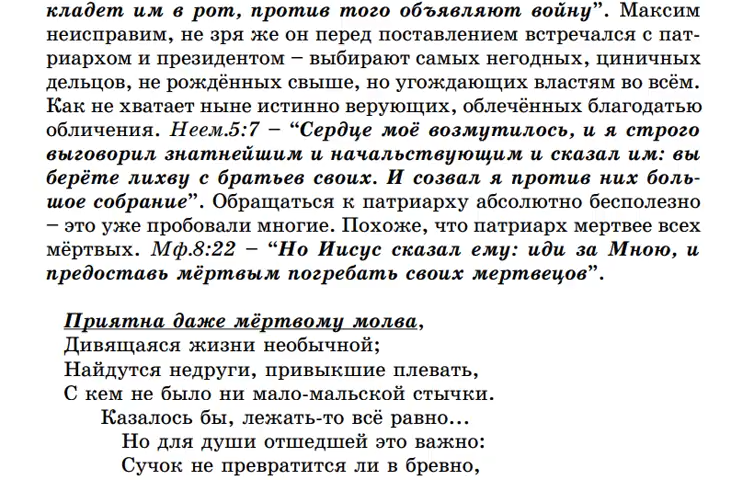 кладет им в рот, против того объявляют войну”. Максим
неисправим, не зря же он перед поставлением встречался с пат-
риархом и президентом – выбирают самых негодных, циничных
дельцов, не рождённых свыше, но угождающих властям во всём.
Как не хватает ныне истинно верующих, облечённых благодатью
обличения. Неем.5:7 – “Сердце моё возмутилось, и я строго
выговорил знатнейшим и начальствующим и сказал им: вы
берёте лихву с братьев своих. И созвал я против них боль-
шое собрание”. Обращаться к патриарху абсолютно бесполезно
– это уже пробовали многие. Похоже, что патриарх мертвее всех
мёртвых. Мф.8:22 – “Но Иисус сказал ему: иди за Мною, и
предоставь мёртвым погребать своих мертвецов”.
Приятна даже мёртвому молва,
Дивящаяся жизни необычной;
Найдутся недруги, привыкшие плевать,
С кем не было ни мало-мальской стычки.
Казалось бы, лежать-то всё равно...
Но для души отшедшей это важно:
Сучок не превратится ли в бревно,